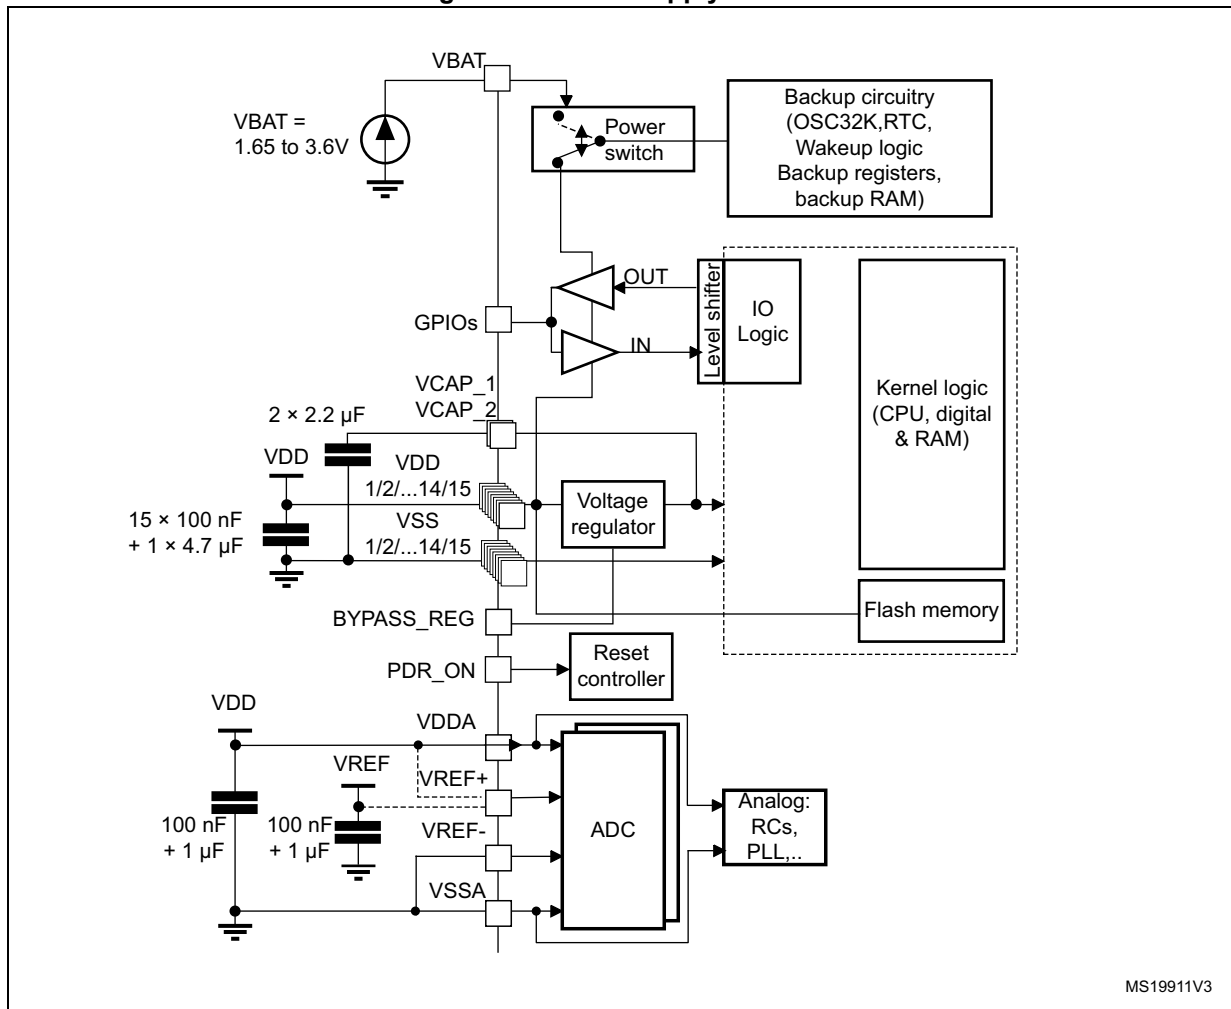 VBAT
VBAT =
1.65 to 3.6V
Power
switch
Backup circuitry
(OSC32K,RTC,
Wakeup logic
Backup registers,
backup RAM)
OUT
GPIOs
IN
Level shifter
IO
Logic
Kernel logic
(CPU, digital
& RAM)
VCAP_1
VCAP_2
2 × 2.2 µF
VDD
VDD
1/2/...14/15
15 × 100 nF
+ 1 × 4.7 µF
VSS
1/2/...14/15
Voltage
regulator
Flash memory
BYPASS_REG
PDR_ON
Reset
controller
VDD
VDDA
VREF
VREF+
100 nF
+ 1 µF
100 nF
+ 1 µF
VREF-
VSSA
ADC
Analog:
RCs,
PLL,..
MS19911V3